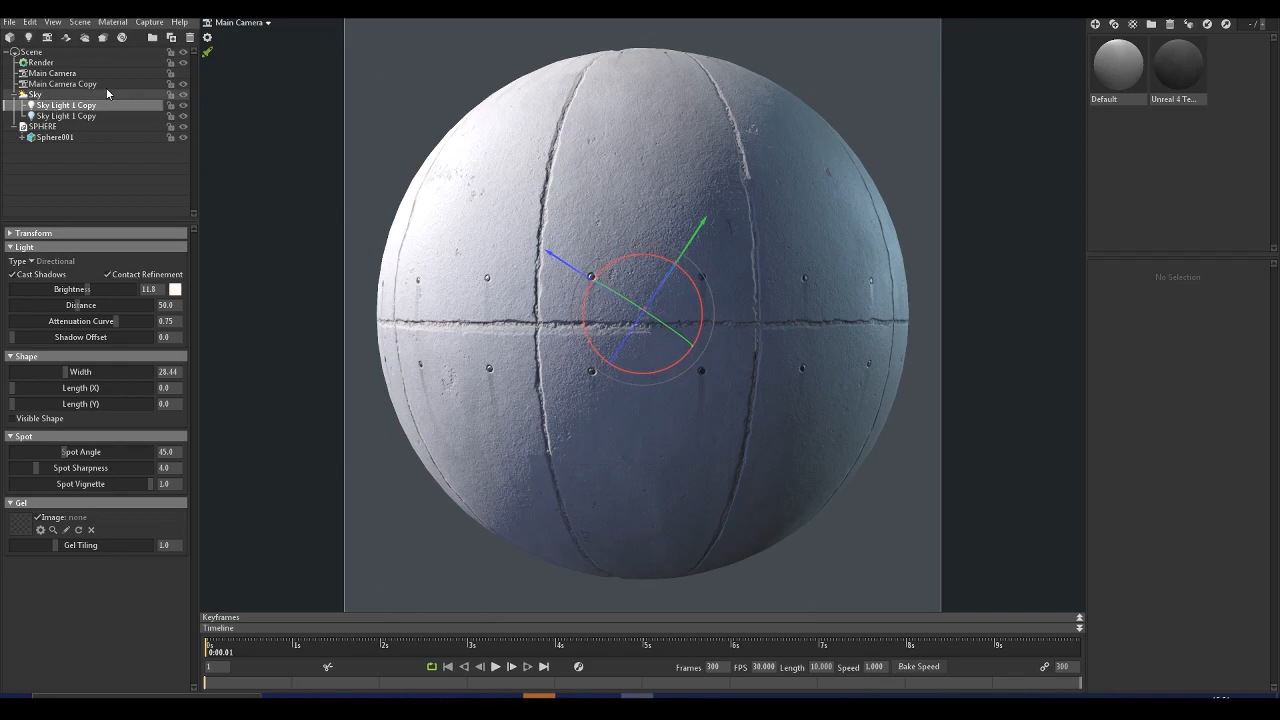 File Edit View Scene Material Capture Help
Main Camera
Scene
Render
Main Camera
Main Camera Copy
Sky
Sky Light 1 Copy
Sky Light 1 Copy
SPHERE
Sphere001
Transform
Light
Type Directional
Cast Shadows Contact Refinement
Brightness 11.8
Distance 50.0
Attenuation Curve 0.75
Shadow Offset 0.0
Shape
Width 28.44
Length (X) 0.0
Length (Y) 0.0
Visible Shape
Spot
Spot Angle 45.0
Spot Sharpness 4.0
Spot Vignette 1.0
Gel
Image: none
Gel Tiling 1.0
Default Unreal 4 Te...
No Selection
Keyframes
Timeline
0s 1s 2s 3s 4s 5s 6s 7s 8s 9s
0:00.01
1 Frames 300 FPS 30.000 Length 10.000 Speed 1.000 Bake Speed 300